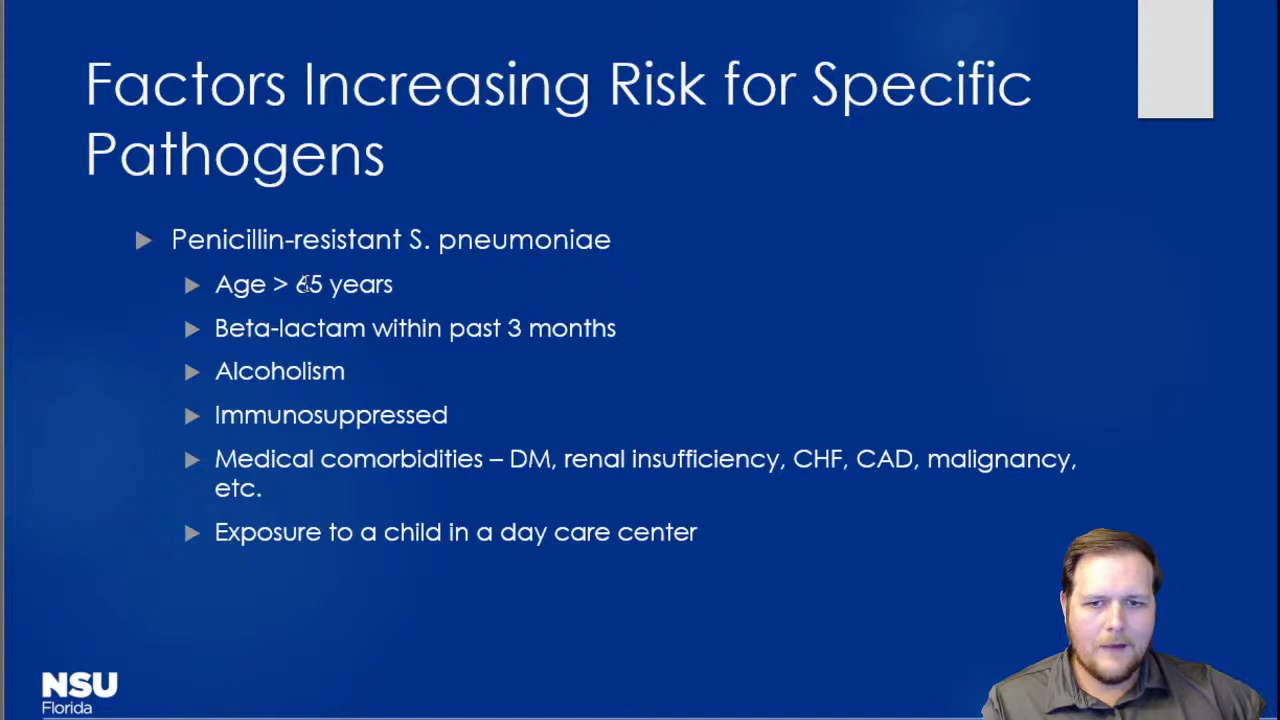 Factors Increasing Risk for Specific
Pathogens
Penicillin-resistant S. pneumoniae
Age > 65 years
Beta-lactam within past 3 months
Alcoholism
Immunosuppressed
Medical comorbidities – DM, renal insufficiency, CHF, CAD, malignancy,
etc.
Exposure to a child in a day care center
NSU
Florida